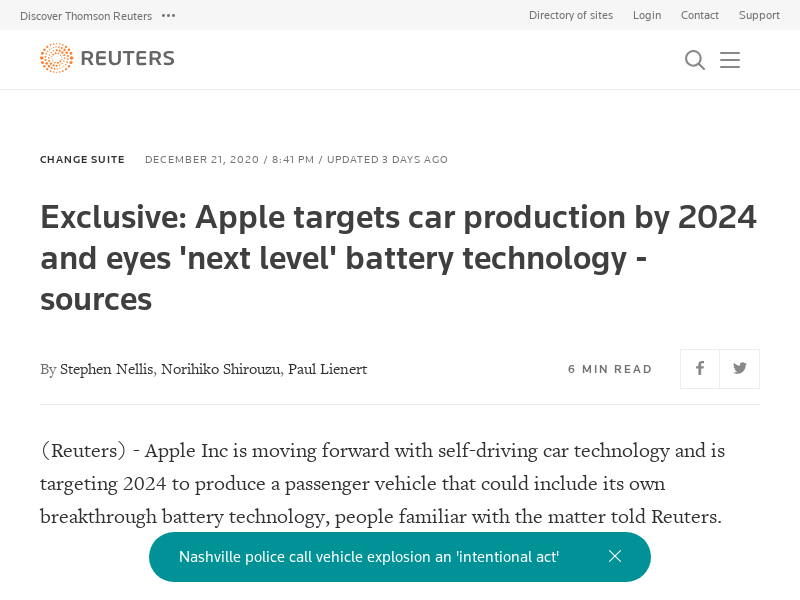 Discover Thomson Reuters
Directory of sites Login Contact Support
REUTERS
CHANGE SUITE DECEMBER 21, 2020 / 8:41 PM / UPDATED 3 DAYS AGO
Exclusive: Apple targets car production by 2024
and eyes 'next level' battery technology -
sources
By Stephen Nellis, Norihiko Shirouzu, Paul Lienert
6 MIN READ
(Reuters) - Apple Inc is moving forward with self-driving car technology and is
targeting 2024 to produce a passenger vehicle that could include its own
breakthrough battery technology, people familiar with the matter told Reuters.
Nashville police call vehicle explosion an 'intentional act'